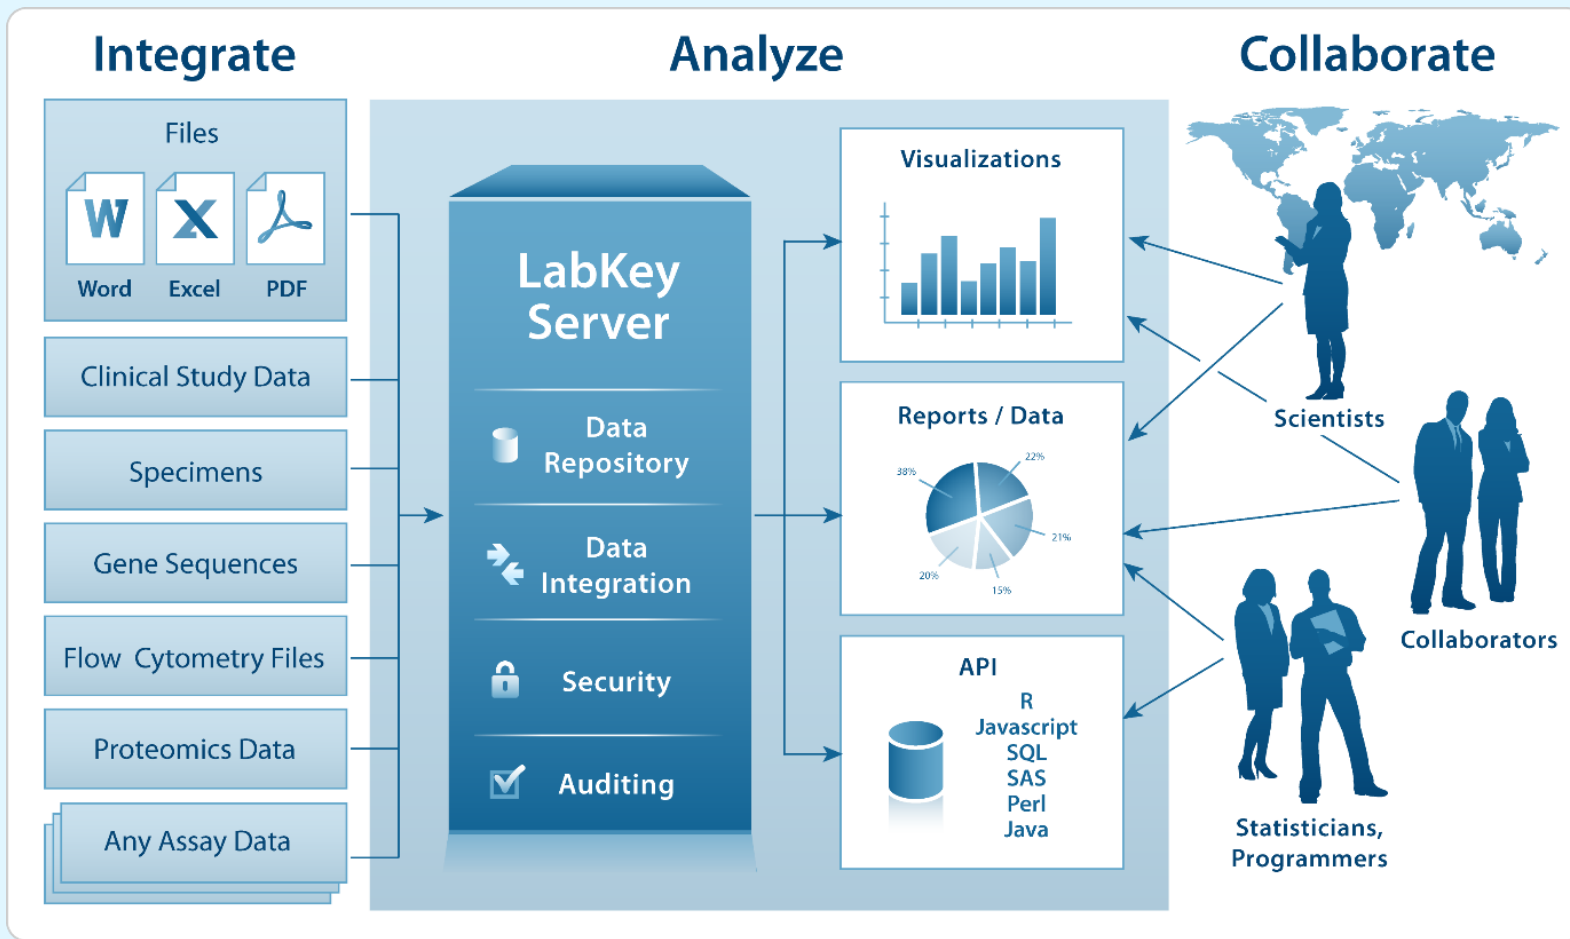 Integrate
Files
W
X
Word
Excel
PDF
Clinical Study Data
Specimens
Gene Sequences
Flow Cytometry Files
Proteomics Data
Any Assay Data
Analyze
LabKey
Server
Data
Repository
Data
Integration
Security
Auditing
Visualizations
Reports / Data
38%
22%
21%
20%
15%
API
R
Javascript
SQL
SAS
Perl
Java
Collaborate
Scientists
Collaborators
Statisticians,
Programmers